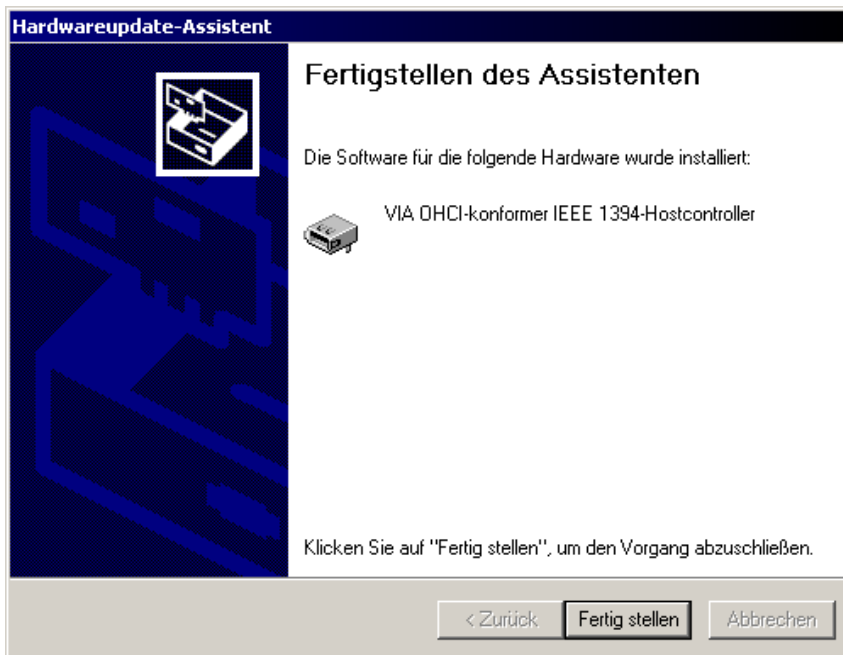 Hardwareupdate-Assistent
Fertigstellen des Assistenten
Die Software für die folgende Hardware wurde installiert:
VIA OHCI-konformer IEEE 1394-Hostcontroller
Klicken Sie auf "Fertig stellen", um den Vorgang abzuschließen.
< Zurück Fertig stellen Abbrechen